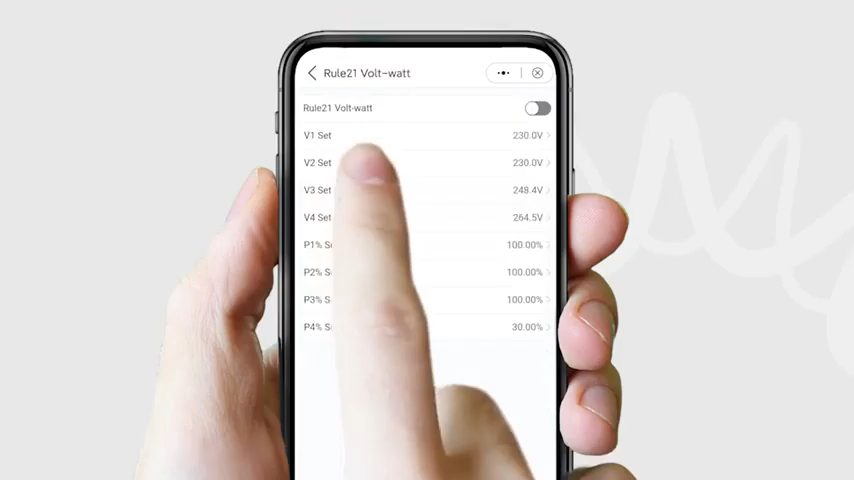 Rule21 Volt-watt
Rule21 Volt-watt
V1 Set 230.0V
V2 Set 230.0V
V3 Set 248.4V
V4 Set 264.5V
P1% 100.00%
P2% 100.00%
P3% 100.00%
P4% 30.00%